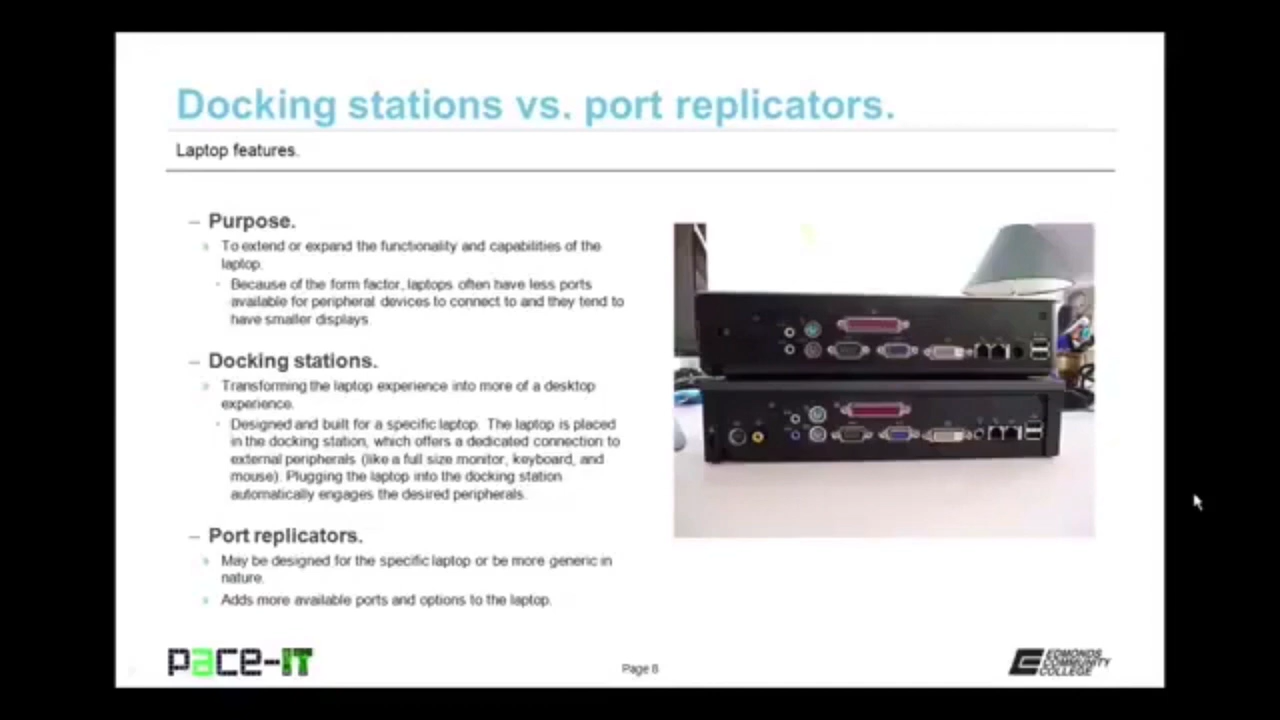 Docking stations vs. port replicators.
Laptop features.
– Purpose.
» To extend or expand the functionality and capabilities of the
laptop.
• Because of the form factor, laptops often have less ports
available for peripheral devices to connect to and they tend to
have smaller displays.
– Docking stations.
» Transforming the laptop experience into more of a desktop
experience.
• Designed and built for a specific laptop. The laptop is placed
in the docking station, which offers a dedicated connection to
external peripherals (like a full size monitor, keyboard, and
mouse). Plugging the laptop into the docking station
automatically engages the desired peripherals.
– Port replicators.
» May be designed for the specific laptop or be more generic in
nature.
» Adds more available ports and options to the laptop.
pace-IT
Page 8
EDMONDS
COMMUNITY
COLLEGE